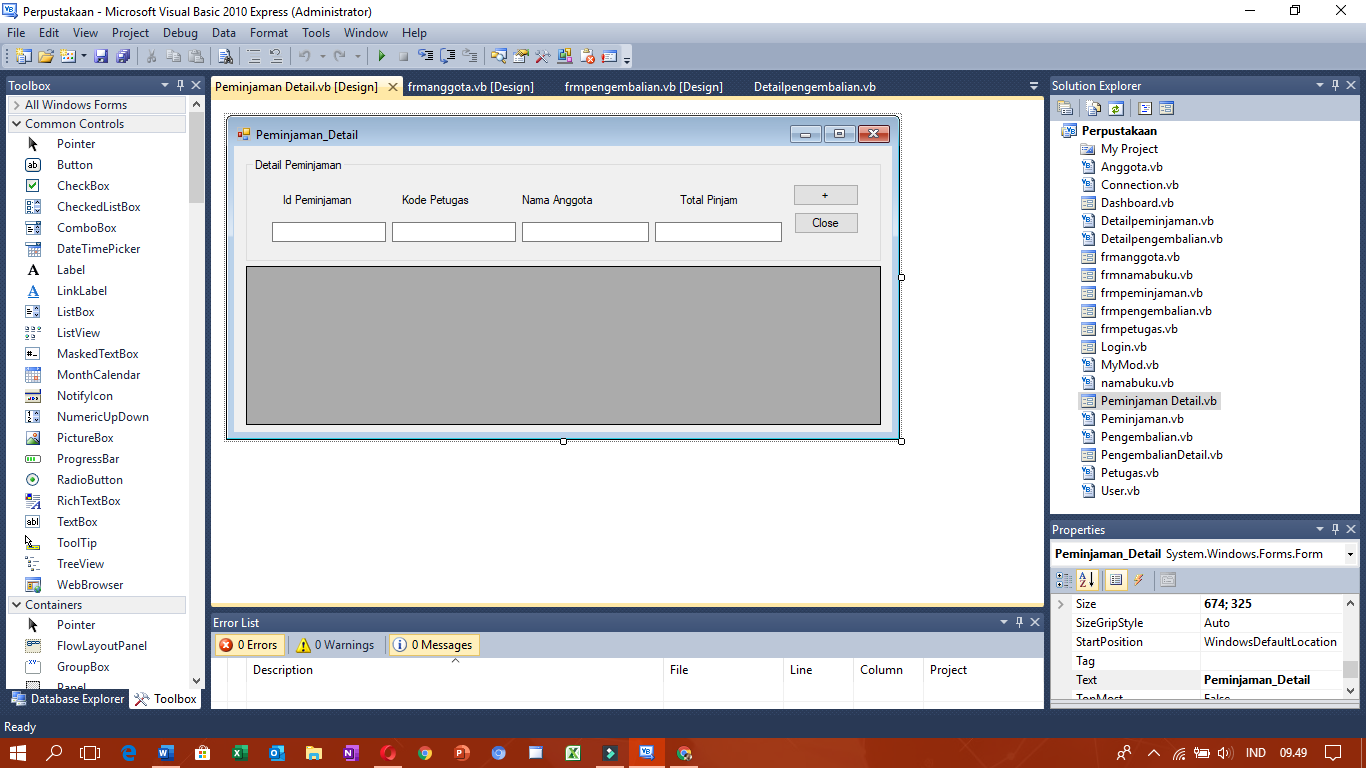 Perpustakaan - Microsoft Visual Basic 2010 Express (Administrator)
File Edit View Project Debug Data Format Tools Window Help
Toolbox
All Windows Forms
Common Controls
Pointer
Button
CheckBox
CheckedListBox
ComboBox
DateTimePicker
Label
LinkLabel
ListBox
ListView
MaskedTextBox
MonthCalendar
NotifyIcon
NumericUpDown
PictureBox
ProgressBar
RadioButton
RichTextBox
TextBox
ToolTip
TreeView
WebBrowser
Containers
Pointer
FlowLayoutPanel
GroupBox
Panel
Database Explorer Toolbox
Peminjaman Detail.vb [Design] frmanggota.vb [Design] frmpengembalian.vb [Design] Detailpengembalian.vb
Peminjaman_Detail
Detail Peminjaman
Id Peminjaman Kode Petugas Nama Anggota Total Pinjam
+
Close
Error List
0 Errors 0 Warnings 0 Messages
Description File Line Column Project
Solution Explorer
Perpustakaan
My Project
Anggota.vb
Connection.vb
Dashboard.vb
Detailpeminjaman.vb
Detailpengembalian.vb
frmanggota.vb
frmnamabuku.vb
frmpeminjaman.vb
frmpengembalian.vb
frmpetugas.vb
Login.vb
MyMod.vb
namabuku.vb
Peminjaman Detail.vb
Peminjaman.vb
Pengembalian.vb
PengembalianDetail.vb
Petugas.vb
User.vb
Properties
Peminjaman_Detail System.Windows.Forms.Form
Size 674; 325
SizeGripStyle Auto
StartPosition WindowsDefaultLocation
Tag
Text Peminjaman_Detail
TopMost False
Ready
IND 09.49